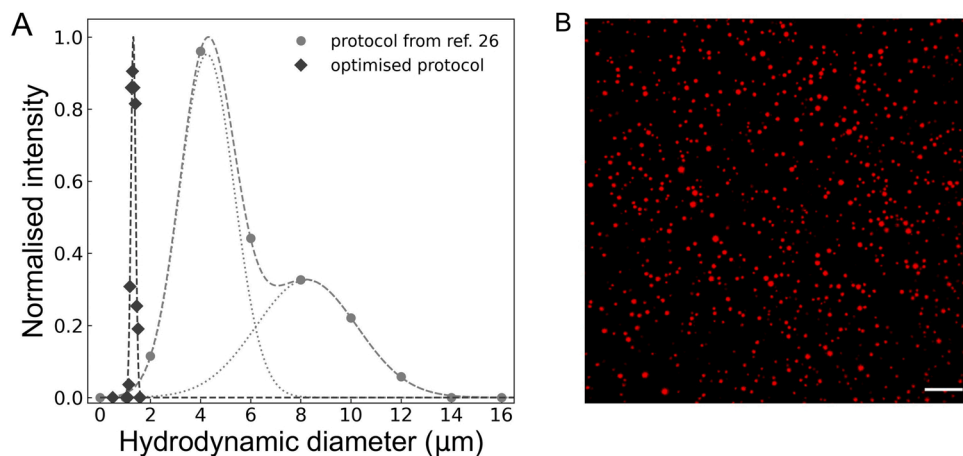 A
B
1.0
0.8
0.6
0.4
0.2
0.0
Normalised intensity
protocol from ref. 26
optimised protocol
0 2 4 6 8 10 12 14 16
Hydrodynamic diameter (μm)